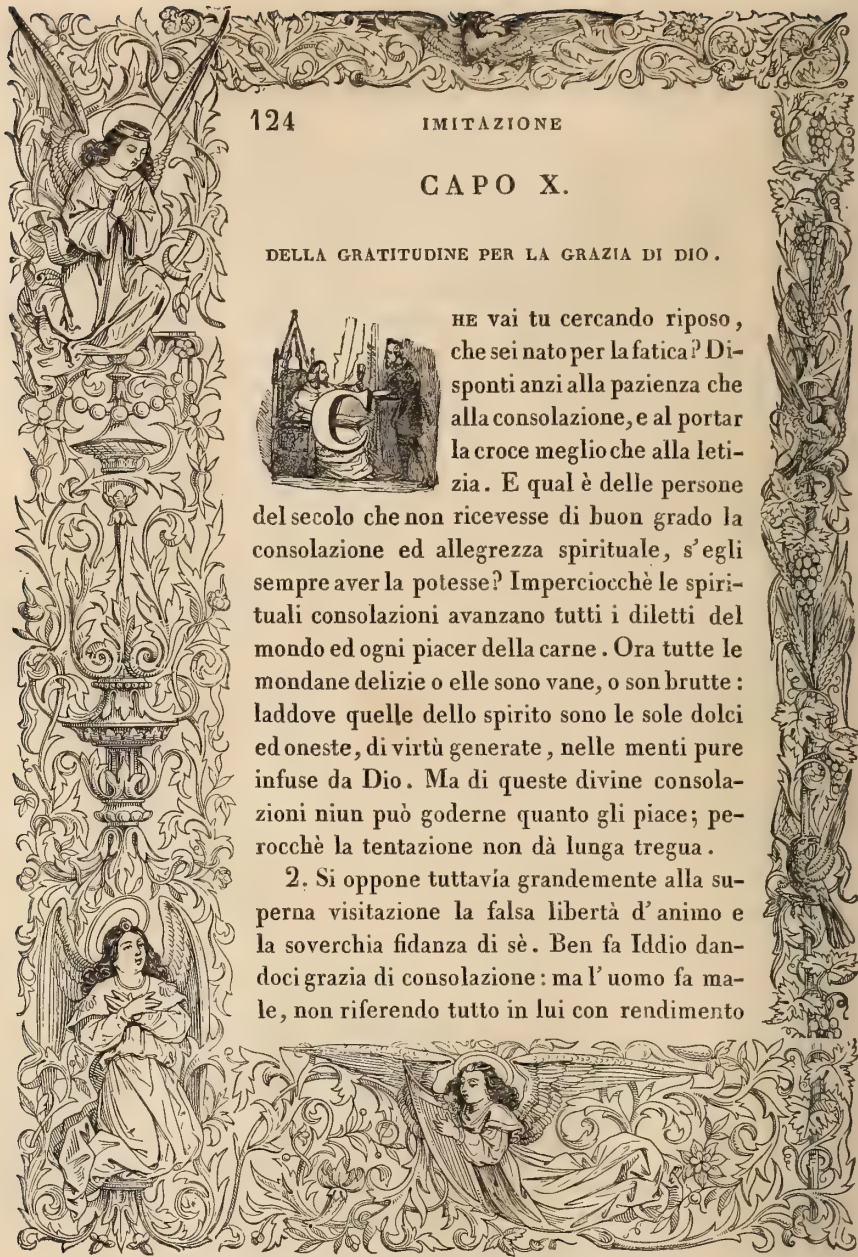 124 IMITAZIONE
CAPO X.
DELLA GRATITUDINE PER LA GRAZIA DI DIO.
CHE vai tu cercando riposo,
che sei nato per la fatica? Di-
sponti anzi alla pazienza che
alla consolazione, e al portar
la croce meglio che alla leti-
zia. E qual è delle persone
del secolo che non ricevesse di buon grado la
consolazione ed allegrezza spirituale, s'egli
sempre aver la potesse? Imperciocchè le spiri-
tuali consolazioni avanzano tutti i diletti del
mondo ed ogni piacer della carne. Ora tutte le
mondane delizie o elle sono vane, o son brutte:
laddove quelle dello spirito sono le sole dolci
ed oneste, di virtù generate, nelle menti pure
infuse da Dio. Ma di queste divine consola-
zioni niun può goderne quanto gli piace; pe-
rocchè la tentazione non dà lunga tregua.
2. Si oppone tuttavía grandemente alla su-
perna visitazione la falsa libertà d'animo e
la soverchia fidanza di sè. Ben fa Iddio dan-
doci grazia di consolazione: ma l'uomo fa ma-
le, non riferendo tutto in lui con rendimento